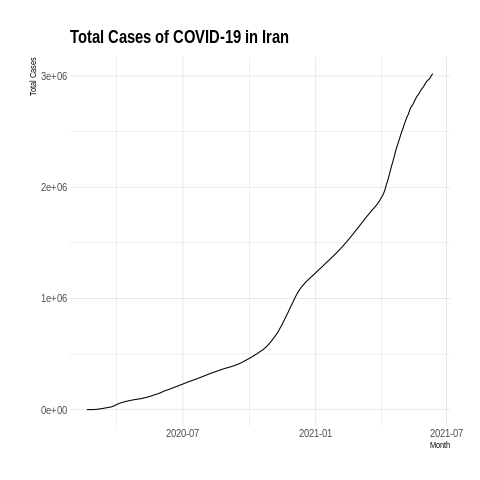 Total Cases of COVID-19 in Iran
Total Cases
3e+06
2e+06
1e+06
0e+00
2020-07 2021-01 2021-07
Month